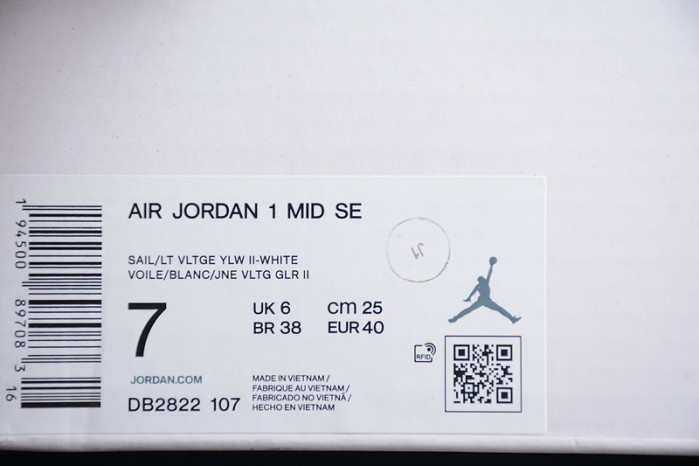 AIR JORDAN 1 MID SE
SAIL/LT VLTGE YLW II-WHITE
VOILE/BLANC/JNE VLTG GLR II
J1
7
UK 6
cm 25
BR 38
EUR 40
RFID
JORDAN.COM
DB2822 107
MADE IN VIETNAM /
FABRIQUE AU VIETNAM /
FABRICADO NO VIETNÃ /
HECHO EN VIETNAM
1 94500 89708 3 16